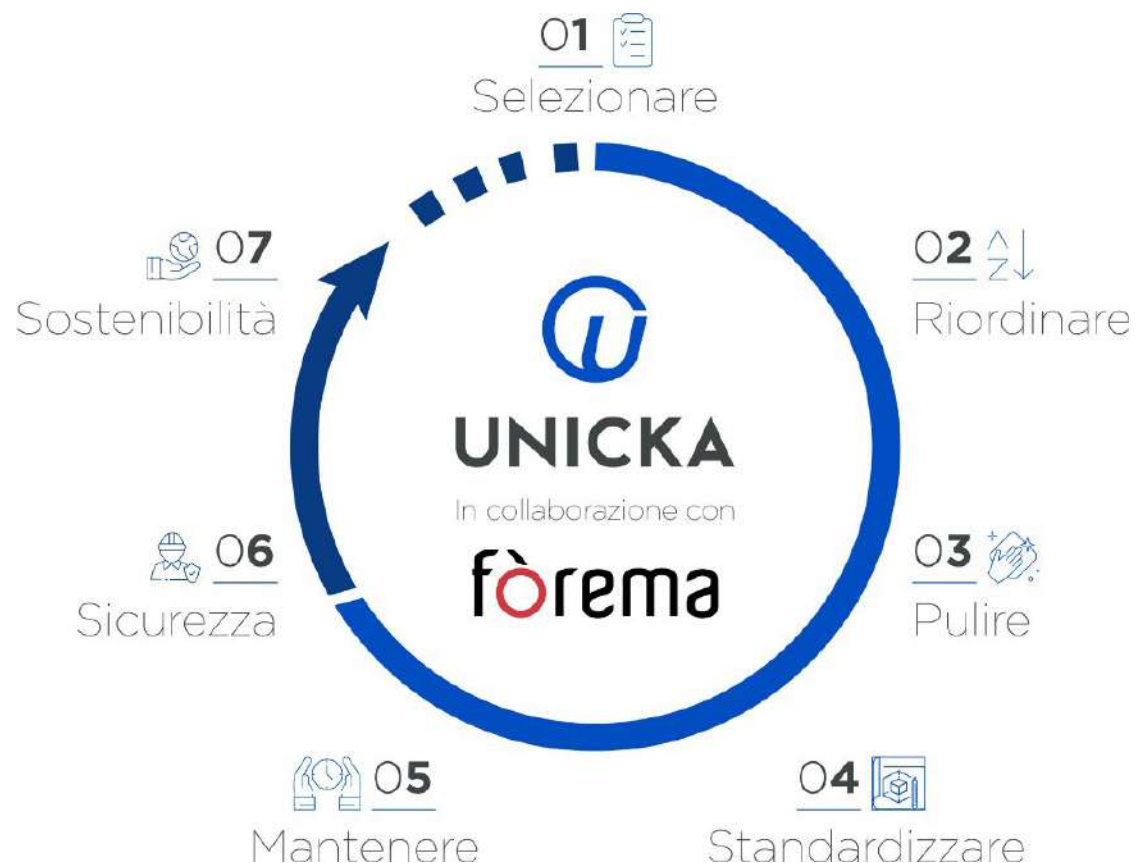 01
Selezionare
02
A
Z
Riordinare
03
Pulire
04
Standardizzare
05
Mantenere
06
Sicurezza
07
Sostenibilità
u
UNICKA
In collaborazione con
fòrema